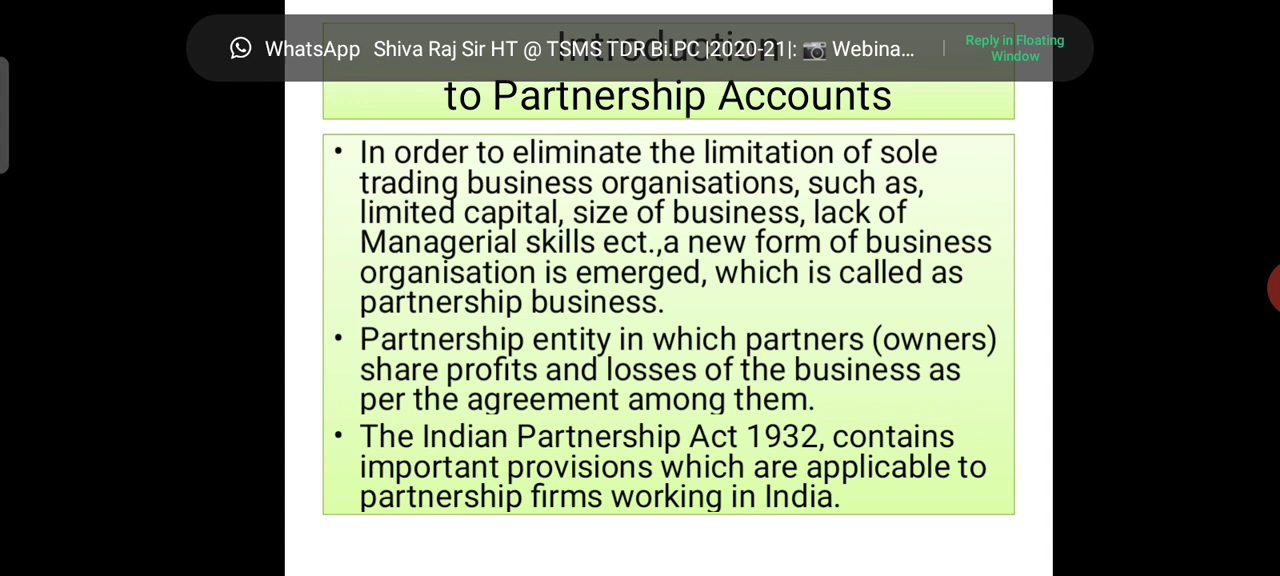 WhatsApp Shiva Raj Sir HT @ TSMS TDR Bi.PC |2020-21|: 📷 Webina...
Reply in Floating
Window
Introduction
to Partnership Accounts
• In order to eliminate the limitation of sole
trading business organisations, such as,
limited capital, size of business, lack of
Managerial skills ect.,a new form of business
organisation is emerged, which is called as
partnership business.
• Partnership entity in which partners (owners)
share profits and losses of the business as
per the agreement among them.
• The Indian Partnership Act 1932, contains
important provisions which are applicable to
partnership firms working in India.